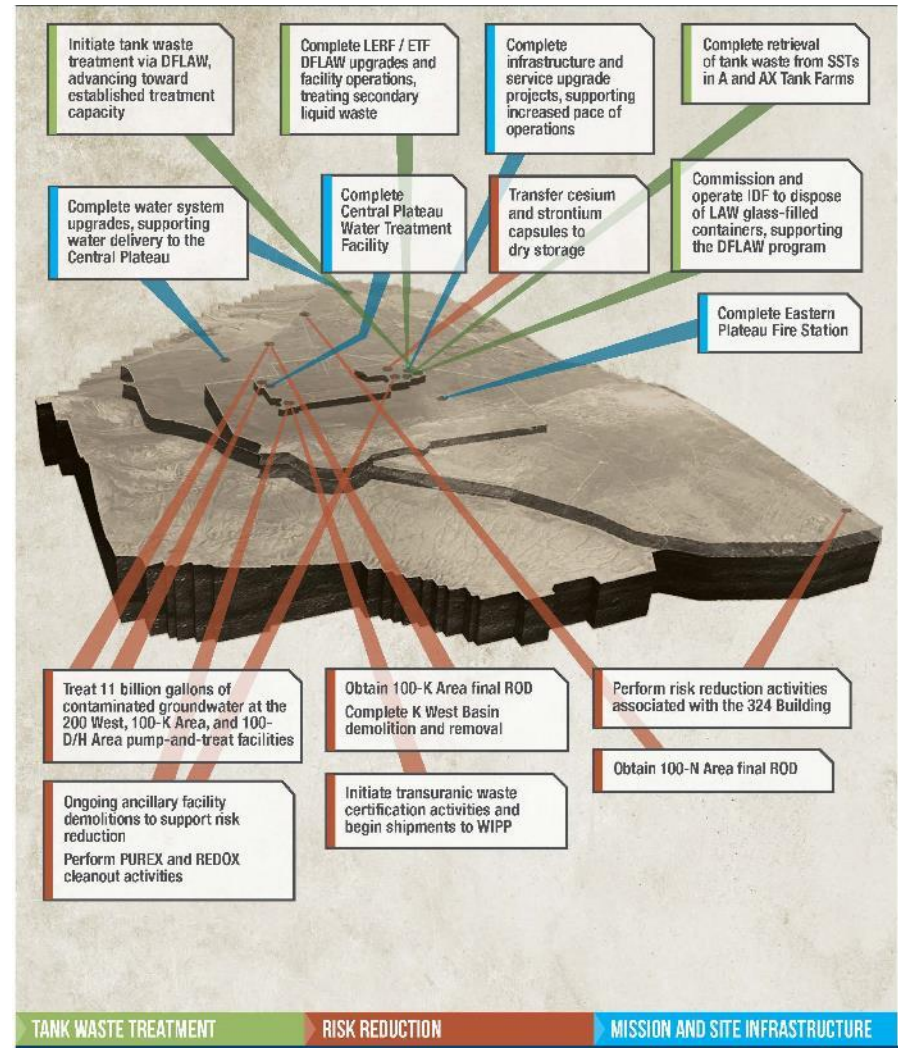 Initiate tank waste
treatment via DFLAW,
advancing toward
established treatment
capacity
Complete LERF / ETF
DFLAW upgrades and
facility operations,
treating secondary
liquid waste
Complete
infrastructure and
service upgrade
projects, supporting
increased pace of
operations
Complete retrieval
of tank waste from SSTs
in A and AX Tank Farms
Complete water system
upgrades, supporting
water delivery to the
Central Plateau
Complete
Central Plateau
Water Treatment
Facility
Transfer cesium
and strontium
capsules to
dry storage
Commission and
operate IDF to dispose
of LAW glass-filled
containers, supporting
the DFLAW program
Complete Eastern
Plateau Fire Station
Treat 11 billion gallons of
contaminated groundwater at the
200 West, 100-K Area, and 100-
D/H Area pump-and-treat facilities
Obtain 100-K Area final ROD
Complete K West Basin
demolition and removal
Perform risk reduction activities
associated with the 324 Building
Ongoing ancillary facility
demolitions to support risk
reduction
Perform PUREX and REDOX
cleanout activities
Initiate transuranic waste
certification activities and
begin shipments to WIPP
Obtain 100-N Area final ROD
TANK WASTE TREATMENT
RISK REDUCTION
MISSION AND SITE INFRASTRUCTURE